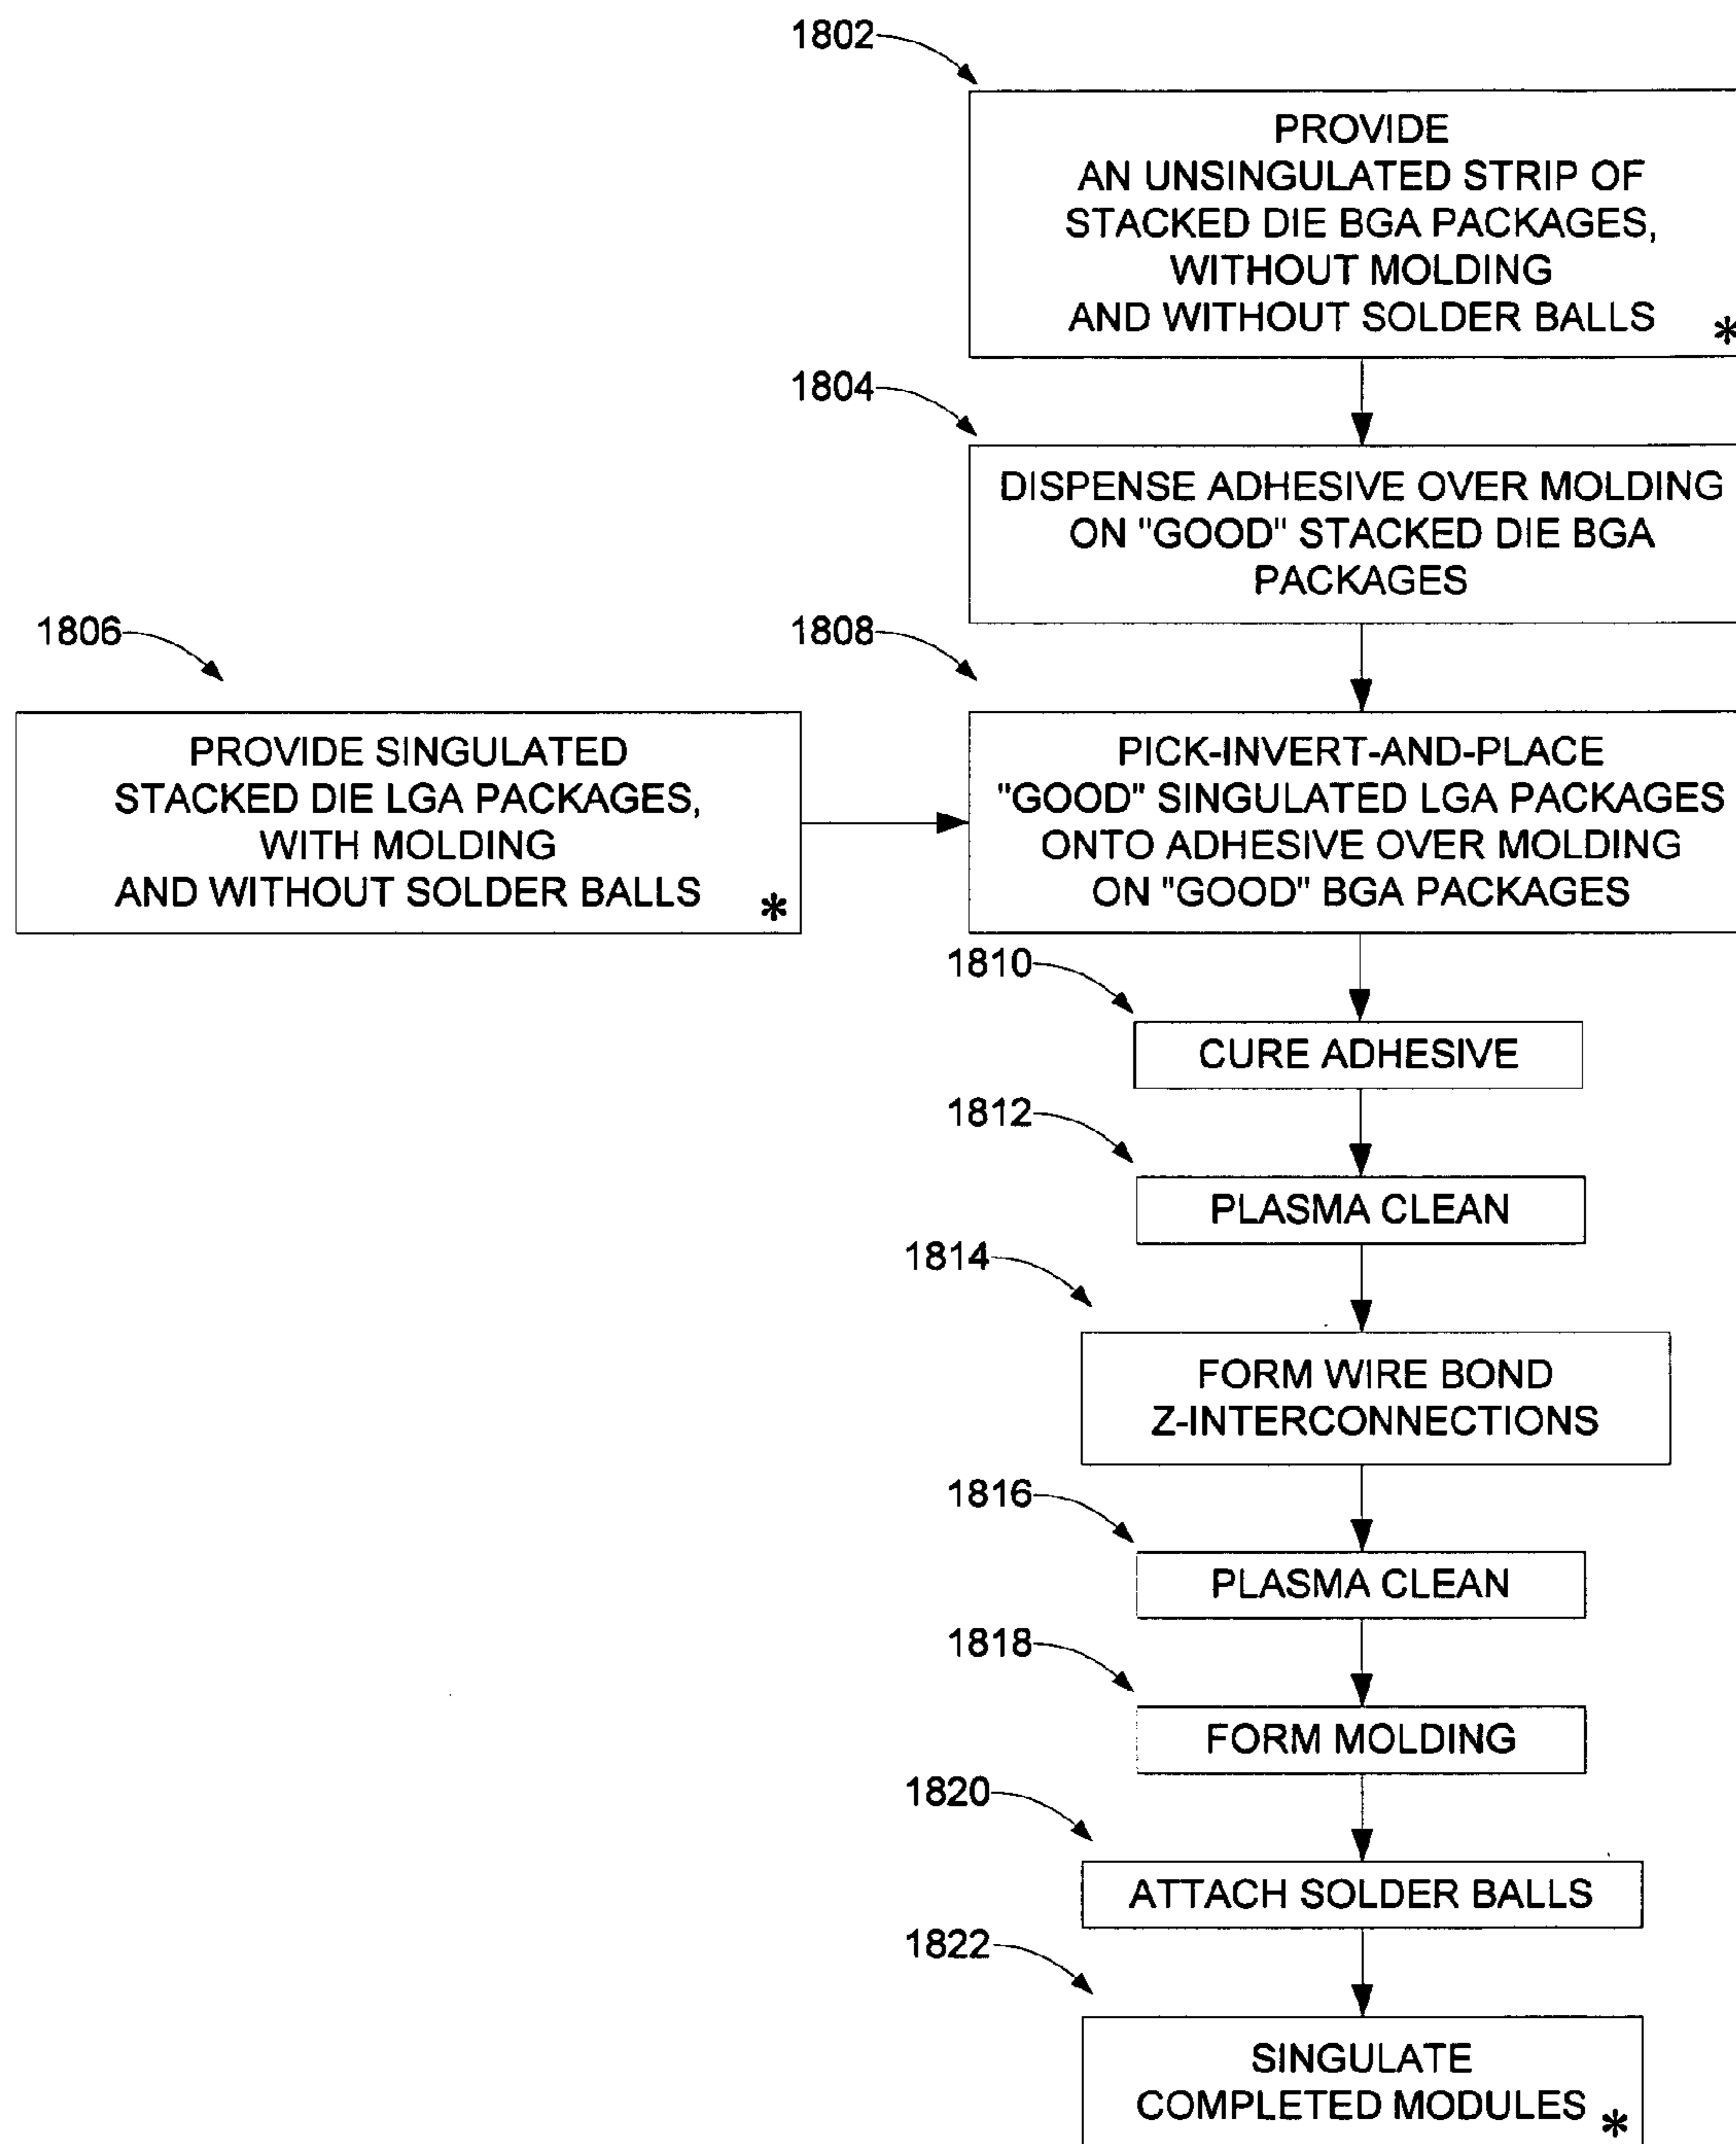 1802
PROVIDE
AN UNSINGULATED STRIP OF
STACKED DIE BGA PACKAGES,
WITHOUT MOLDING
AND WITHOUT SOLDER BALLS
*
1804
DISPENSE ADHESIVE OVER MOLDING
ON "GOOD" STACKED DIE BGA
PACKAGES
1806
PROVIDE SINGULATED
STACKED DIE LGA PACKAGES,
WITH MOLDING
AND WITHOUT SOLDER BALLS
*
1808
PICK-INVERT-AND-PLACE
"GOOD" SINGULATED LGA PACKAGES
ONTO ADHESIVE OVER MOLDING
ON "GOOD" BGA PACKAGES
1810
CURE ADHESIVE
1812
PLASMA CLEAN
1814
FORM WIRE BOND
Z-INTERCONNECTIONS
1816
PLASMA CLEAN
1818
FORM MOLDING
1820
ATTACH SOLDER BALLS
1822
SINGULATE
COMPLETED MODULES
*